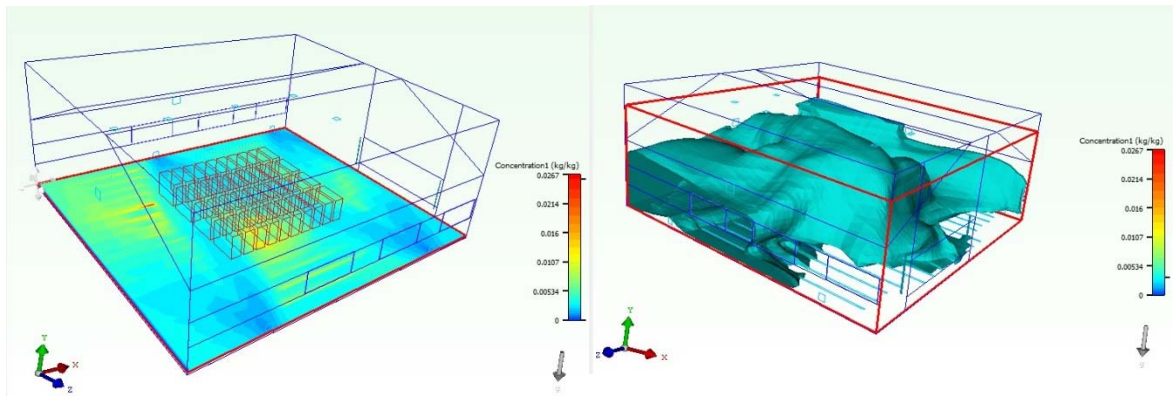 Concentration1 (kg/kg)
0.0267
0.0214
0.016
0.0107
0.00534
0
Y
X
Z
g
Concentration1 (kg/kg)
0.0267
0.0214
0.016
0.0107
0.00534
0
Y
Z
X
g